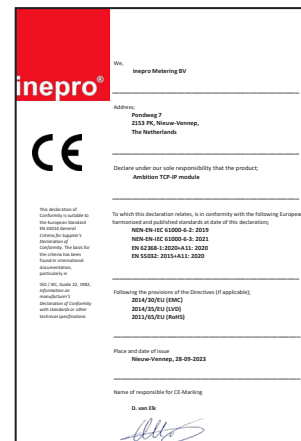 inepro®
CE
This declaration of
Conformity is suitable to
the European Standard
EN 45014 General
Criteria for Supplier's
Declaration of
Conformity. The basis for
the criteria has been
found in international
documentation,
particularly in
ISO / IEC, Guide 22, 1982,
Information on
manufacturer's
Declaration of Conformity
with standards or other
technical specifications
We,
inepro Metering BV
Address;
Pondweg 7
2153 PK, Nieuw-Vennep,
The Netherlands
Declare under our sole responsibility that the product;
Ambition TCP-IP module
To which this declaration relates, is in conformity with the following European
harmonized and published standards at date of this declaration;
NEN-EN-IEC 61000-6-2: 2019
NEN-EN-IEC 61000-6-3: 2021
EN 62368-1:2020+A11: 2020
EN 55032: 2015+A11: 2020
Following the provisions of the Directives (if applicable);
2014/30/EU (EMC)
2014/35/EU (LVD)
2011/65/EU (RoHS)
Place and date of issue
Nieuw-Vennep, 28-09-2023
Name of responsible for CE-Marking
D. van Elk